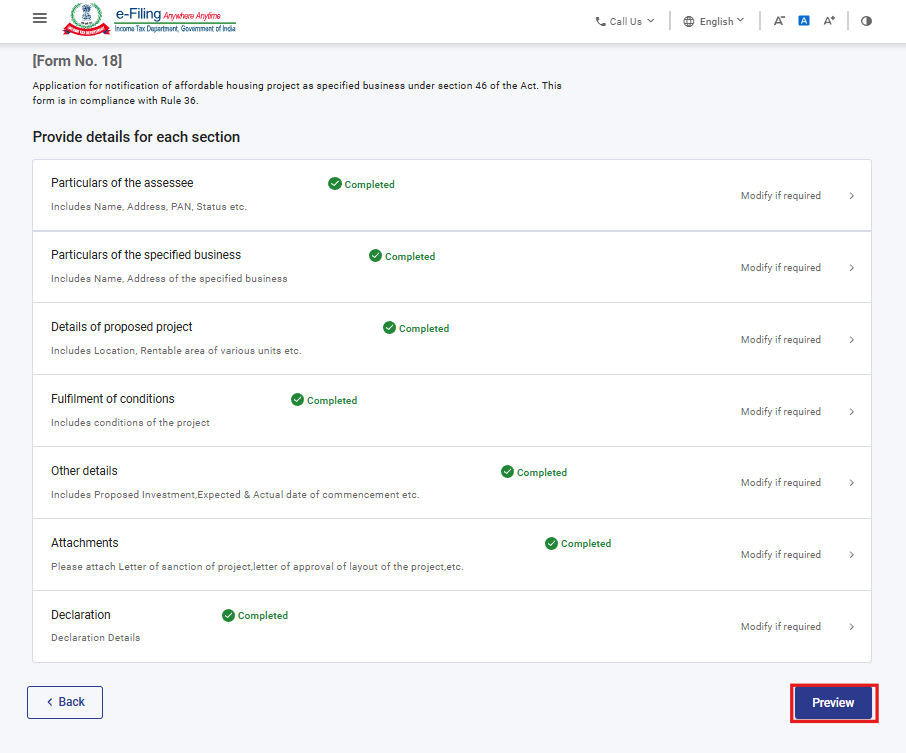 e-Filing Anywhere Anytime
Income Tax Department, Government of India
Call Us
English
A-
A
A+
[Form No. 18]
Application for notification of affordable housing project as specified business under section 46 of the Act. This
form is in compliance with Rule 36.
Provide details for each section
Particulars of the assessee
Completed
Includes Name, Address, PAN, Status etc.
Modify if required
Particulars of the specified business
Completed
Includes Name, Address of the specified business
Modify if required
Details of proposed project
Completed
Includes Location, Rentable area of various units etc.
Modify if required
Fulfilment of conditions
Completed
Includes conditions of the project
Modify if required
Other details
Completed
Includes Proposed Investment,Expected & Actual date of commencement etc.
Modify if required
Attachments
Completed
Please attach Letter of sanction of project,letter of approval of layout of the project,etc.
Modify if required
Declaration
Completed
Declaration Details
Modify if required
Back
Preview